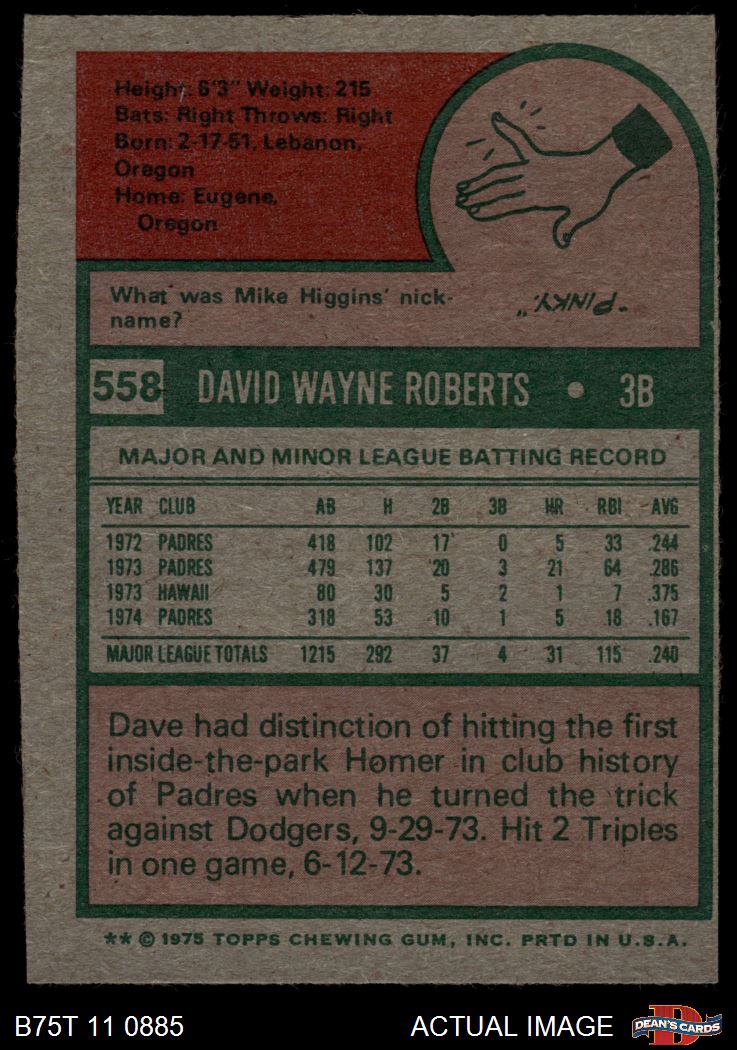 Height: 6'3" Weight: 215
Bats: Right Throws: Right
Born: 2-17-51, Lebanon,
Oregon
Home: Eugene,
Oregon
What was Mike Higgins' nick-
name?
"PINKY."
558 DAVID WAYNE ROBERTS • 3B
MAJOR AND MINOR LEAGUE BATTING RECORD
YEAR CLUB AB H 2B 3B HR RBI AVG
1972 PADRES 418 102 17 0 5 33 .244
1973 PADRES 479 137 20 3 21 64 .286
1973 HAWAII 80 30 5 2 1 7 .375
1974 PADRES 318 53 10 1 5 18 .167
MAJOR LEAGUE TOTALS 1215 292 37 4 31 115 .240
Dave had distinction of hitting the first
inside-the-park Homer in club history
of Padres when he turned the trick
against Dodgers, 9-29-73. Hit 2 Triples
in one game, 6-12-73.
** © 1975 TOPPS CHEWING GUM, INC. PRTD IN U.S.A.
B75T 11 0885 ACTUAL IMAGE
DEAN'S CARDS